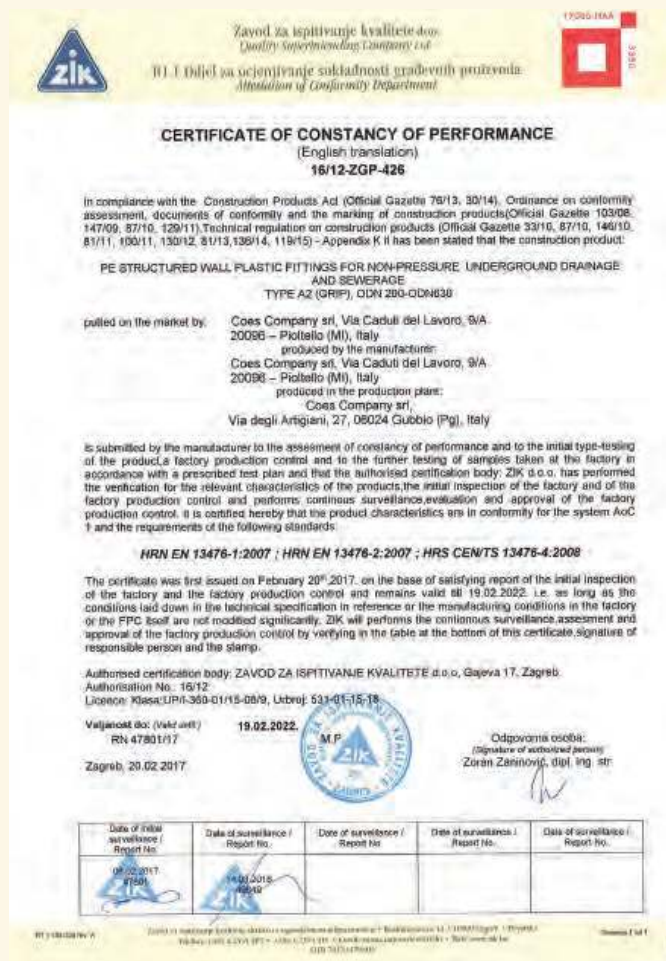 17065-HAA
3390
ZIK
Zavod za ispitivanje kvalitete d.o.o.
Quality Superintending Company Ltd
Odjel za ocjenjivanje sukladnosti građevnih proizvoda
Attestation of Conformity Department
CERTIFICATE OF CONSTANCY OF PERFORMANCE
(English translation)
16/12-ZGP-426
In compliance with the Construction Products Act (Official Gazette 76/13, 30/14), Ordinance on conformity
assessment, documents of conformity and the marking of construction products(Official Gazette 103/08,
147/09, 87/10, 129/11),Technical regulation on construction products (Official Gazette 33/10, 87/10, 146/10,
81/11, 100/11, 130/12, 81/13,136/14, 119/15) - Appendix K it has been stated that the construction product:
PE STRUCTURED WALL PLASTIC FITTINGS FOR NON-PRESSURE UNDERGROUND DRAINAGE
AND SEWERAGE
TYPE A2 (GRIP), ODN 200-ODN630
putted on the market by: Coes Company srl, Via Caduti del Lavoro, 9/A
20096 – Pioltello (MI), Italy
produced by the manufacturer:
Coes Company srl, Via Caduti del Lavoro, 9/A
20096 – Pioltello (MI), Italy
produced in the production plant:
Coes Company srl,
Via degli Artigiani, 27, 06024 Gubbio (Pg), Italy
is submitted by the manufacturer to the assesment of constancy of performance and to the initial type-testing
of the product,a factory production control and to the further testing of samples taken at the factory in
accordance with a prescribed test plan and that the authorised certification body: ZIK d.o.o. has performed
the verification for the relevant characteristics of the products,the initial inspection of the factory and of the
factory production control and performs continous surveillance,evaluation and approval of the factory
production control. It is certified hereby that the product characteristics are in conformity for the system AoC
1 and the requirements of the following standards:
HRN EN 13476-1:2007 ; HRN EN 13476-2:2007 ; HRS CEN/TS 13476-4:2008
The certificate was first issued on February 20th,2017. on the base of satisfying report of the initial inspection
of the factory and the factory production control and remains valid till 19.02.2022. i.e. as long as the
conditions laid down in the technical specification in reference or the manufacturing conditions in the factory
or the FPC itself are not modified significantly. ZIK will performs the continous surveillance,assesment and
approval of the factory production control by verifying in the table at the bottom of this certificate,signature of
responsible person and the stamp.
Authorised certification body: ZAVOD ZA ISPITIVANJE KVALITETE d.o.o, Gajeva 17, Zagreb
Authorisation No.: 16/12
Licence: Klasa:UP/I-360-01/15-08/9, Urbroj: 531-01-15-18
Valjanost do: (Valid until:) 19.02.2022.
RN 47801/17 M.P. Odgovorna osoba:
(Signature of authorized person)
Zagreb, 20.02.2017. Zoran Zaninović, dipl. ing. str.
ZIK
Date of initial surveillance / Report No. Date of surveillance / Report No. Date of surveillance / Report No. Date of surveillance / Report No. Date of surveillance / Report No.
ZIK ZIK